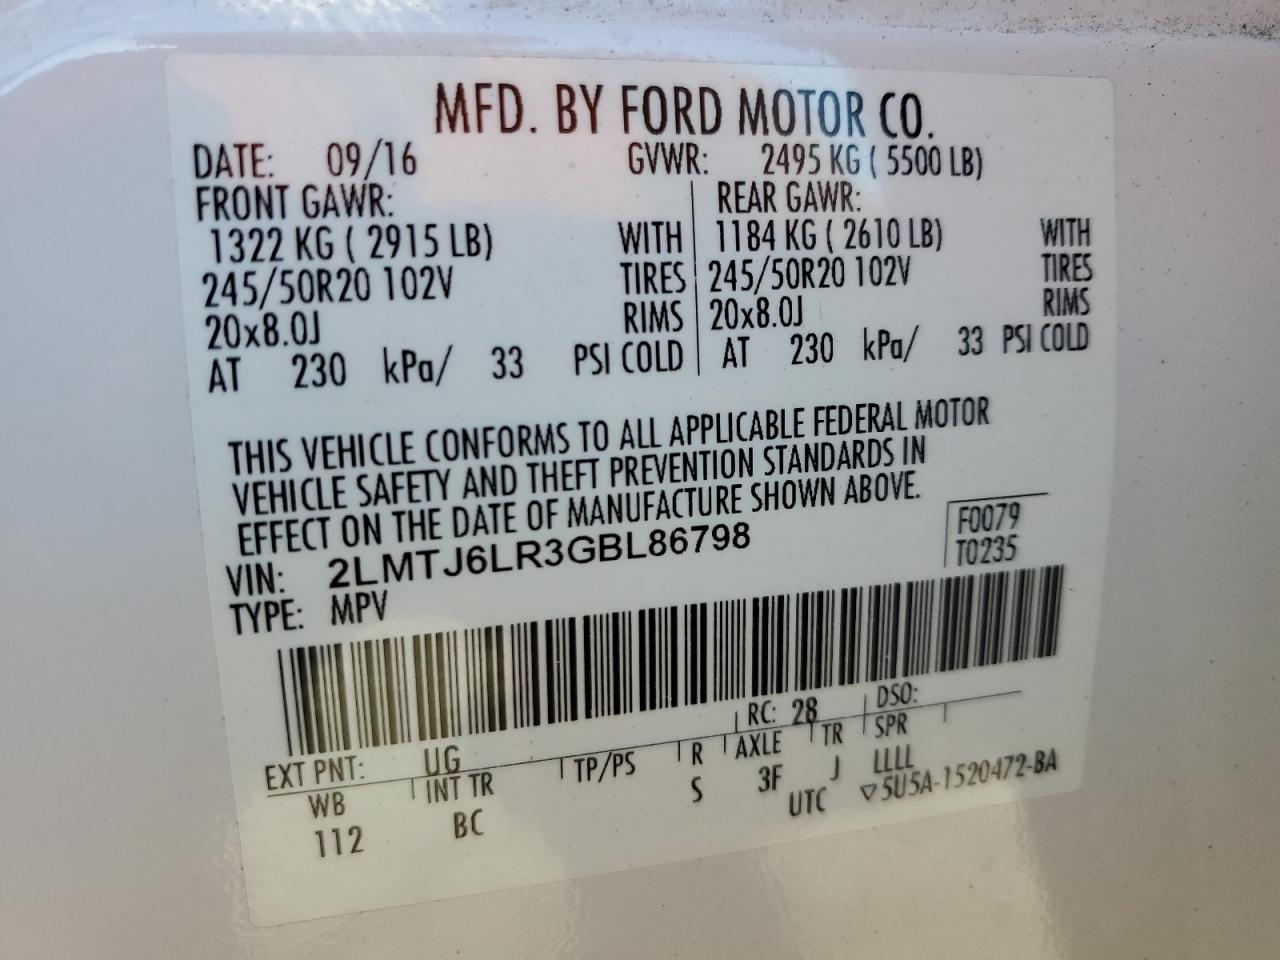 MFD. BY FORD MOTOR CO.
DATE: 09/16 GVWR: 2495 KG ( 5500 LB)
FRONT GAWR: REAR GAWR:
1322 KG ( 2915 LB) WITH 1184 KG ( 2610 LB) WITH
245/50R20 102V TIRES 245/50R20 102V TIRES
20x8.0J RIMS 20x8.0J RIMS
AT 230 kPa/ 33 PSI COLD AT 230 kPa/ 33 PSI COLD
THIS VEHICLE CONFORMS TO ALL APPLICABLE FEDERAL MOTOR
VEHICLE SAFETY AND THEFT PREVENTION STANDARDS IN
EFFECT ON THE DATE OF MANUFACTURE SHOWN ABOVE.
F0079
VIN: 2LMTJ6LR3GBL86798
T0235
TYPE: MPV
RC: 28 DSO:
EXT PNT: UG
WB INT TR TP/PS R AXLE TR SPR
112 BC S 3F J LLLL
UTC ▽5U5A-1520472-BA